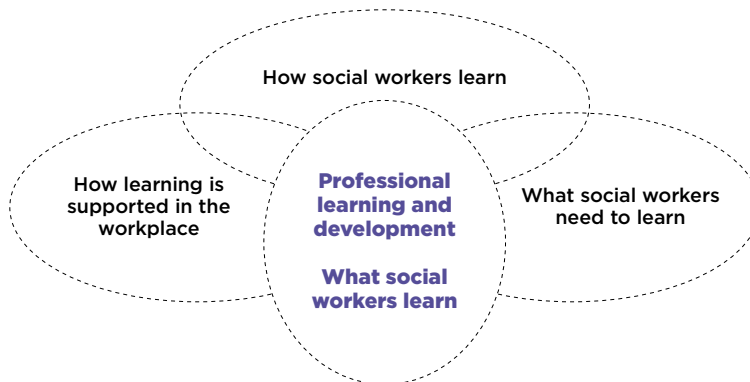 How social workers learn
How learning is
supported in the
workplace
Professional
learning and
development
What social
workers learn
What social workers
need to learn